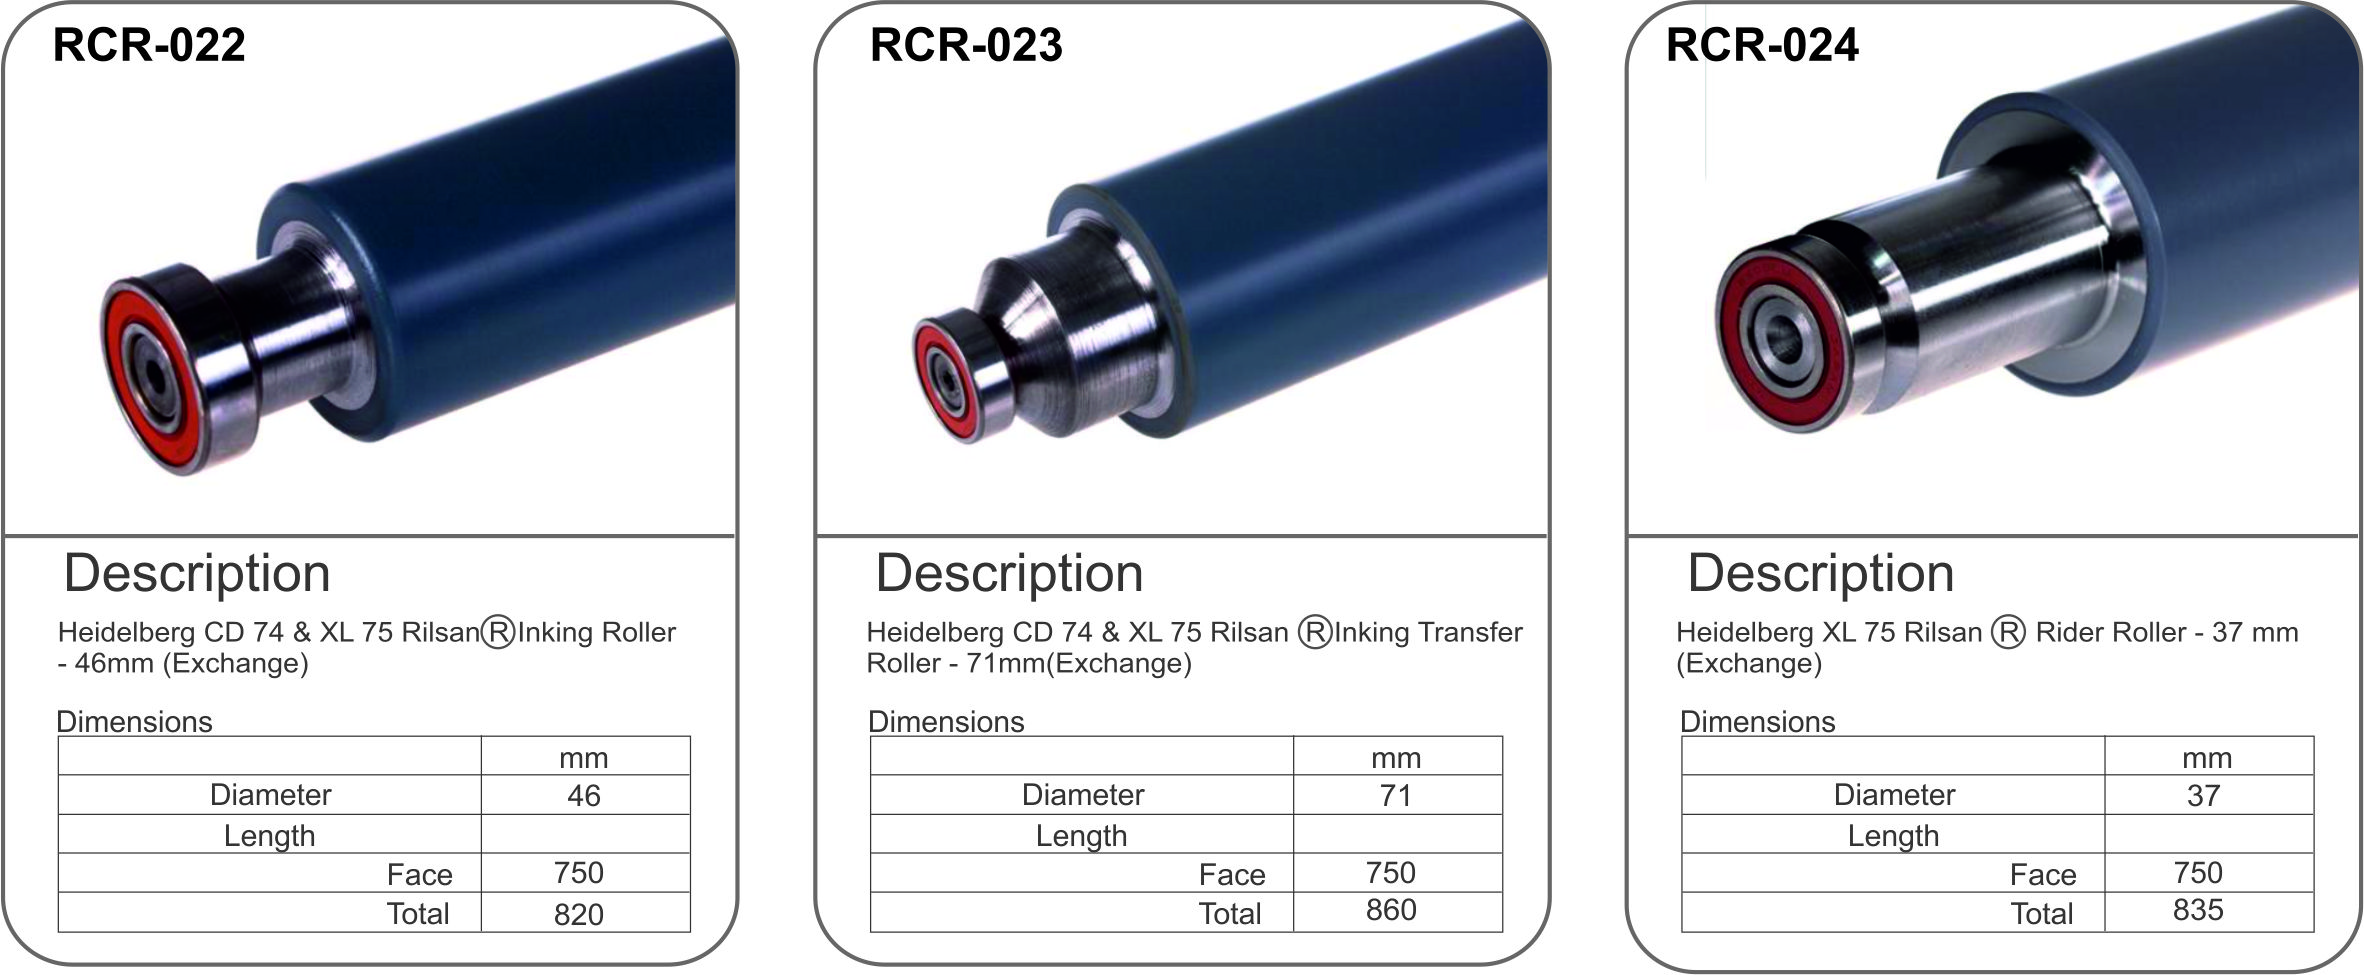 RCR-022
Description
Heidelberg CD 74 & XL 75 Rilsan®Inking Roller
- 46mm (Exchange)
Dimensions
mm
Diameter 46
Length
Face 750
Total 820
RCR-023
Description
Heidelberg CD 74 & XL 75 Rilsan ®Inking Transfer
Roller - 71mm(Exchange)
Dimensions
mm
Diameter 71
Length
Face 750
Total 860
RCR-024
Description
Heidelberg XL 75 Rilsan ® Rider Roller - 37 mm
(Exchange)
Dimensions
mm
Diameter 37
Length
Face 750
Total 835